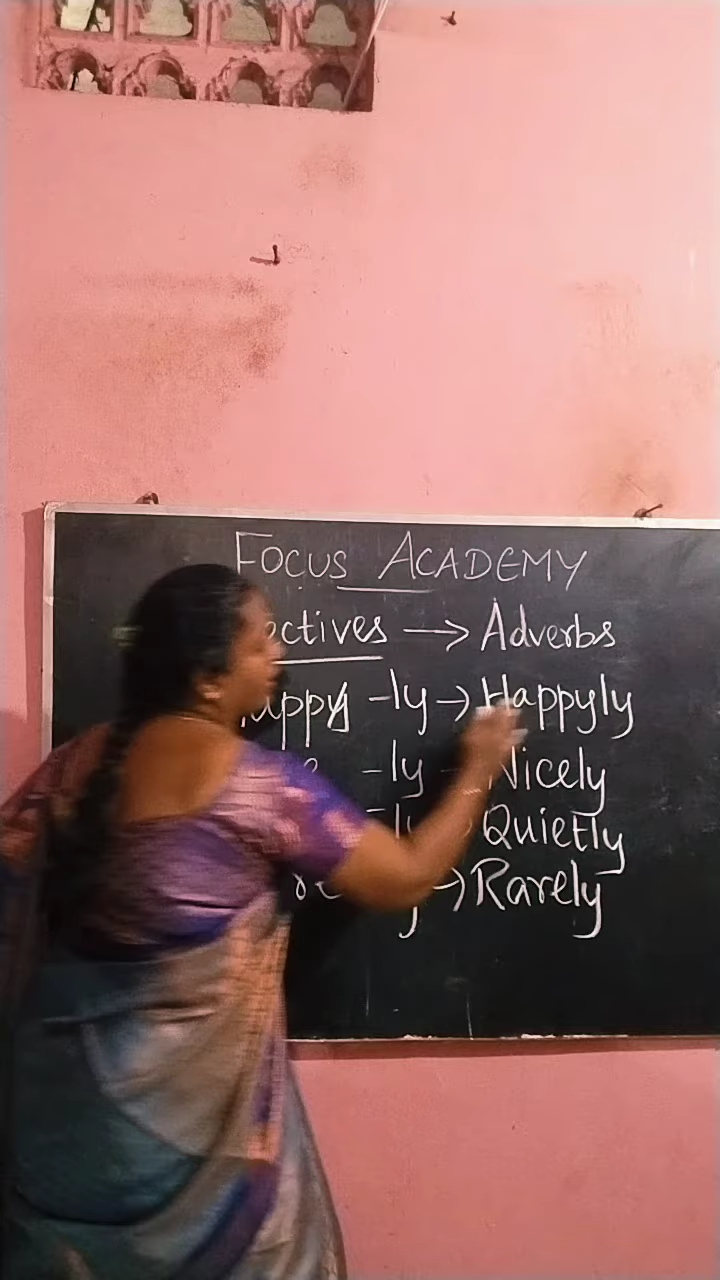 FOCUS ACADEMY
ectives → Adverbs
appy -ly → Happyly
-ly Nicely
Quietly
→ Rarely